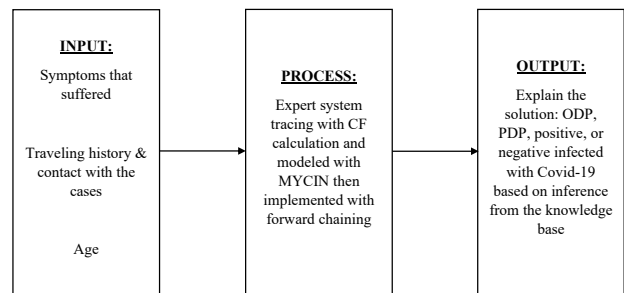 INPUT:
Symptoms that
suffered
Traveling history &
contact with the
cases
Age
PROCESS:
Expert system
tracing with CF
calculation and
modeled with
MYCIN then
implemented with
forward chaining
OUTPUT:
Explain the
solution: ODP,
PDP, positive, or
negative infected
with Covid-19
based on inference
from the knowledge
base